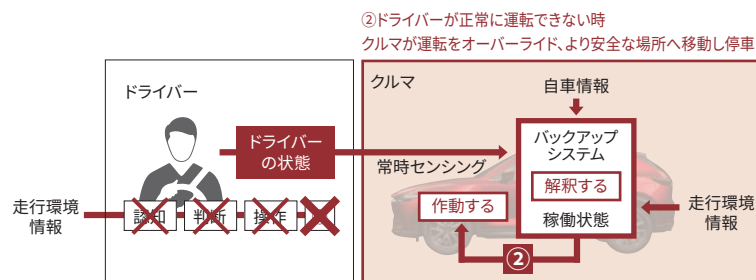 ②ドライバーが正常に運転できない時
クルマが運転をオーバーライド、より安全な場所へ移動し停車
ドライバー
クルマ
自車情報
ドライバー
の状態
常時センシング
バックアップ
システム
解釈する
稼働状態
作動する
走行環境
情報
認知
判断
操作
走行環境
情報
②